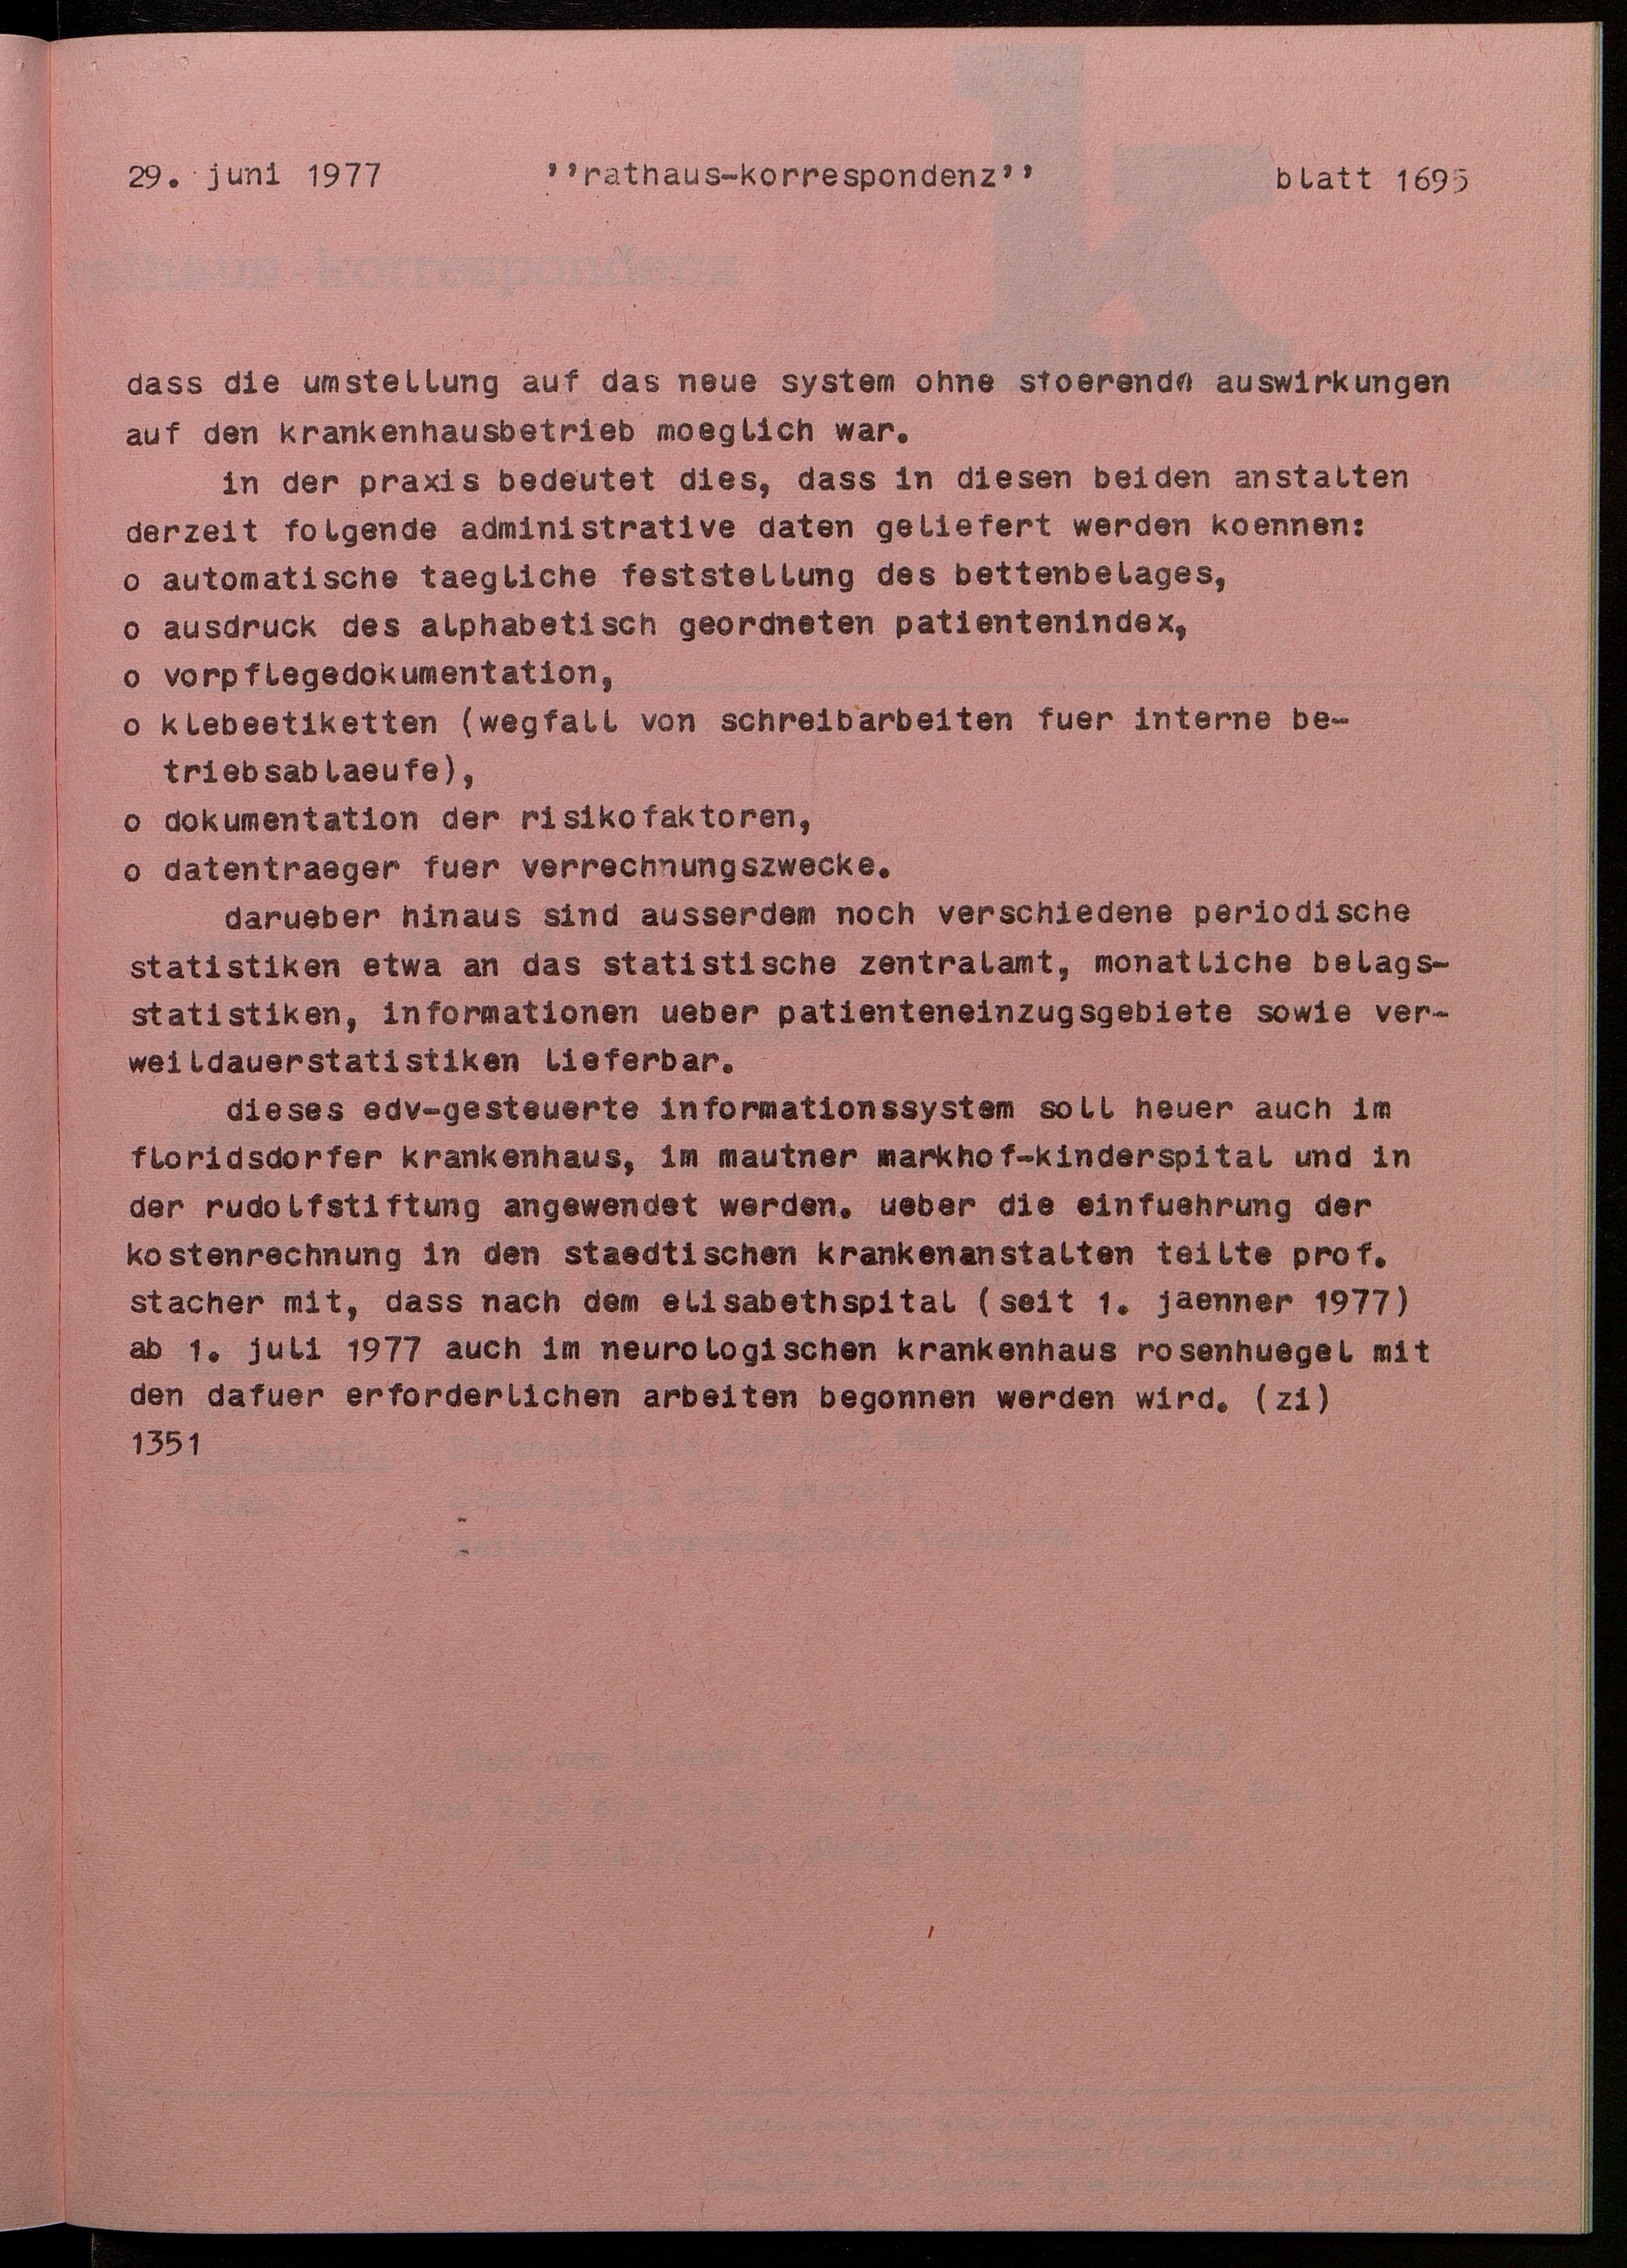 29. juni 1977 ’’rathaus-korrespondenz’’ blatt 1695
dass die umstellung auf das neue system ohne stoerende auswirkungen
auf den krankenhausbetrieb moeglich war.
in der praxis bedeutet dies, dass in diesen beiden anstalten
derzeit folgende administrative daten geliefert werden koennen:
o automatische taegliche feststellung des bettenbelages,
o ausdruck des alphabetisch geordneten patientenindex,
o vorpflegedokumentation,
o klebeetiketten (wegfall von schreibarbeiten fuer interne be-
triebsablaeufe),
o dokumentation der risikofaktoren,
o datentraeger fuer verrechnungszwecke.
darueber hinaus sind ausserdem noch verschiedene periodische
statistiken etwa an das statistische zentralamt, monatliche belags-
statistiken, informationen ueber patienteneinzugsgebiete sowie ver-
weildauerstatistiken lieferbar.
dieses edv-gesteuerte informationssystem soll heuer auch im
floridsdorfer krankenhaus, im mautner markhof-kinderspital und in
der rudolfstiftung angewendet werden. ueber die einfuehrung der
kostenrechnung in den staedtischen krankenanstalten teilte prof.
stacher mit, dass nach dem elisabethspital (seit 1. jaenner 1977)
ab 1. juli 1977 auch im neurologischen krankenhaus rosenhuegel mit
den dafuer erforderlichen arbeiten begonnen werden wird. (zi)
1351